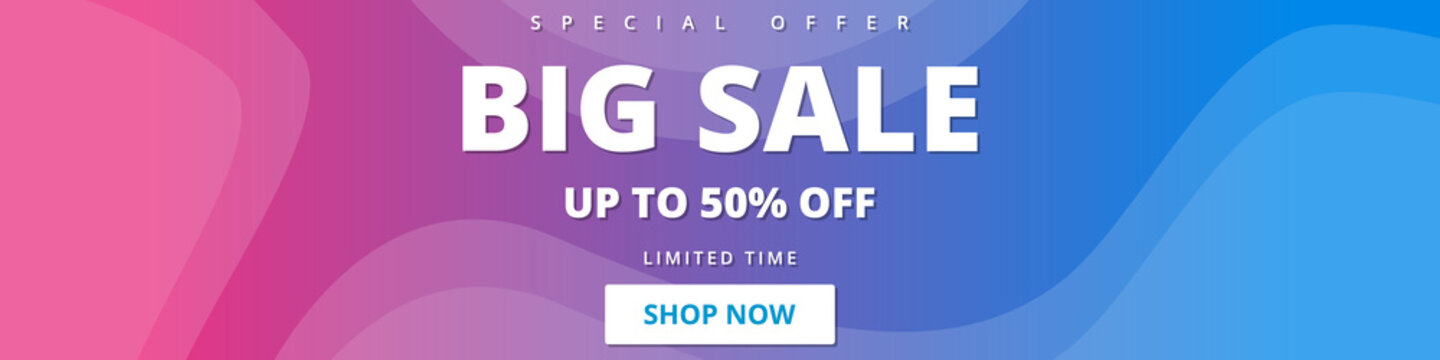 SPECIAL OFFER
BIG SALE
UP TO 50% OFF
LIMITED TIME
SHOP NOW